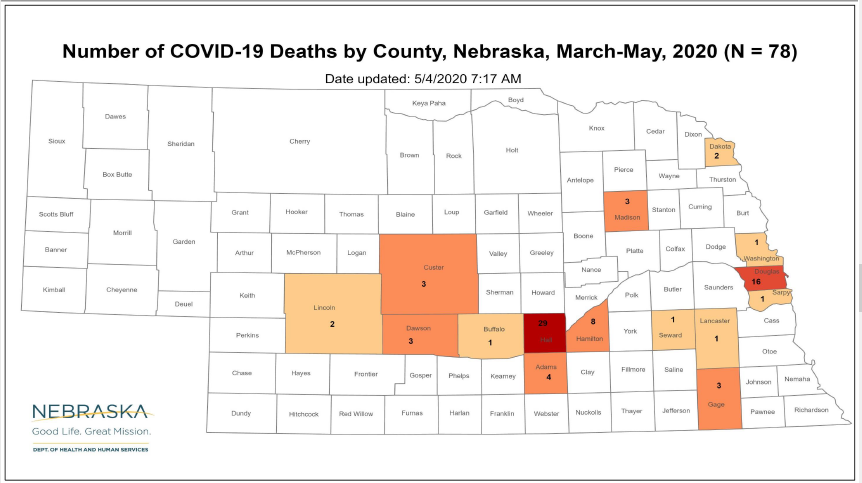 Number of COVID-19 Deaths by County, Nebraska, March-May, 2020 (N = 78)
Date updated: 5/4/2020 7:17 AM
Keya Paha
Boyd
Dawes
Sioux
Sheridan
Cherry
Brown
Rock
Holt
Knox
Cedar
Dixon
Dakota
2
Box Butte
Antelope
Pierce
Wayne
Thurston
3
Madison
Stanton
Cuming
Burt
Scotts Bluff
Morrill
Garden
Grant
Hooker
Thomas
Blaine
Loup
Garfield
Wheeler
Boone
Banner
Arthur
McPherson
Logan
Custer
3
Valley
Greeley
Nance
Platte
Colfax
Dodge
1
Washington
Douglas
16
Sarpy
1
Kimball
Cheyenne
Deuel
Keith
Lincoln
2
Sherman
Howard
Merrick
Polk
Butler
Saunders
Cass
Perkins
Dawson
3
Buffalo
1
29
Hall
8
Hamilton
York
1
Seward
Lancaster
1
Otoe
Chase
Hayes
Frontier
Gosper
Phelps
Kearney
Adams
4
Clay
Fillmore
Saline
3
Gage
Johnson
Nemaha
Dundy
Hitchcock
Red Willow
Furnas
Harlan
Franklin
Webster
Nuckolls
Thayer
Jefferson
Pawnee
Richardson
NEBRASKA
Good Life. Great Mission.
DEPT. OF HEALTH AND HUMAN SERVICES